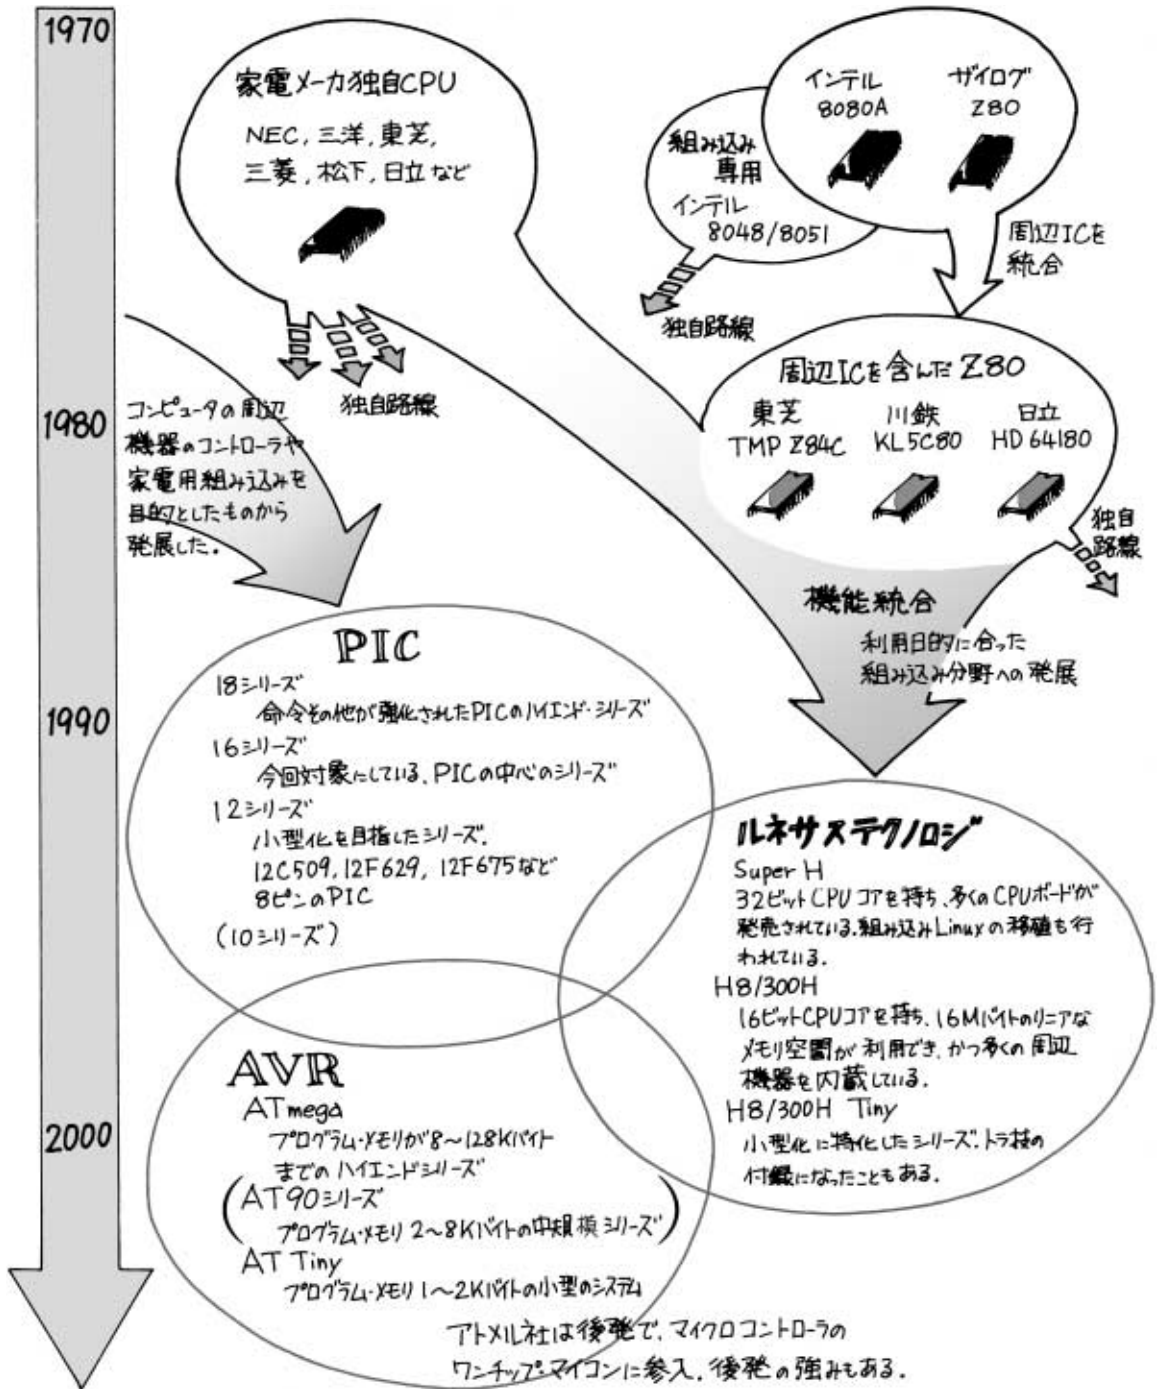 1970
家電メーカ独自CPU
NEC, 三洋, 東芝,
三菱, 松下, 日立など
組み込み
専用
インテル
8048/8051
インテル
8080A
ザイログ
Z80
周辺ICを
統合
独自路線
独自路線
周辺ICを含んだZ80
東芝
TMP Z84C
川鉄
KL5C80
日立
HD 64180
独自
路線
1980
コンピュータの周辺
機器のコントローラや
家電用組み込みを
目的としたものから
発展した.
機能統合
利用目的に合った
組み込み分野への発展
1990
PIC
18シリーズ
命令その他が強化されたPICのハイエンド・シリーズ
16シリーズ
今回対象にしている, PICの中心のシリーズ
12シリーズ
小型化を目指したシリーズ.
12C509, 12F629, 12F675など
8ピンのPIC
(10シリーズ)
ルネサステクノロジ
Super H
32ビットCPUコアを持ち, 多くのCPUボードが
発売されている. 組み込みLinuxの移植も行
われている.
H8/300H
16ビットCPUコアを持ち, 16Mバイトのリニアな
メモリ空間が利用でき, かつ多くの周辺
機器を内蔵している.
H8/300H Tiny
小型化に特化したシリーズ. トラ技の
付録になったこともある.
2000
AVR
ATmega
プログラム・メモリが8〜128Kバイト
までのハイエンドシリーズ
(AT90シリーズ
プログラム・メモリ 2〜8Kバイトの中規模シリーズ)
AT Tiny
プログラム・メモリ 1〜2Kバイトの小型のシステム
アトメル社は後発で, マイクロコントローラの
ワンチップ・マイコンに参入. 後発の強みもある.